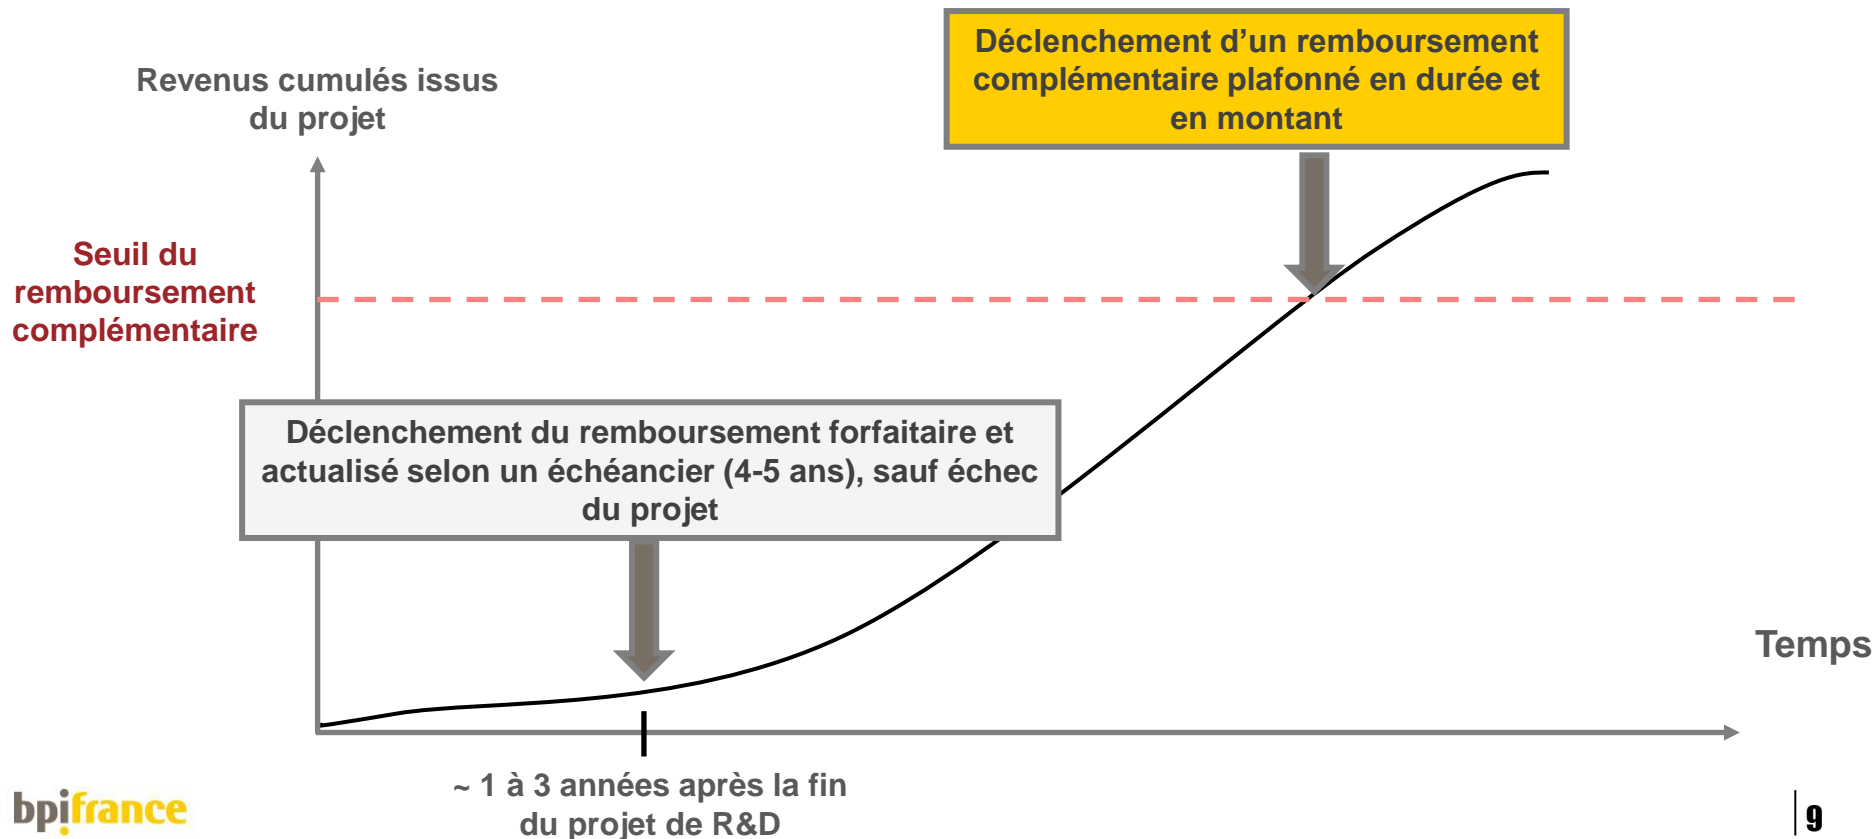 Déclenchement d’un remboursement
complémentaire plafonné en durée et
en montant
Revenus cumulés issus
du projet
Seuil du
remboursement
complémentaire
Déclenchement du remboursement forfaitaire et
actualisé selon un échéancier (4-5 ans), sauf échec
du projet
Temps
~ 1 à 3 années après la fin
du projet de R&D
bpifrance
9